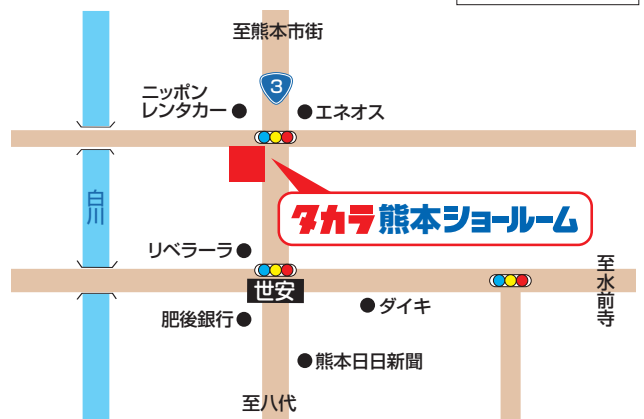 至熊本市街
3
ニッポン
レンタカー
エネオス
白川
タカラ熊本ショールーム
リベラーラ
世安
至水前寺
肥後銀行
ダイキ
熊本日日新聞
至八代